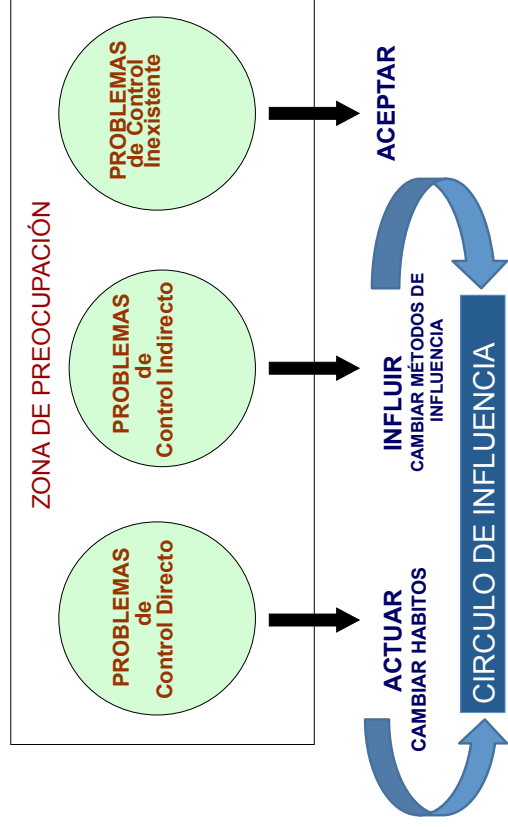 ZONA DE PREOCUPACIÓN
PROBLEMAS
de
Control Directo
PROBLEMAS
de
Control Indirecto
PROBLEMAS
de Control
Inexistente
ACTUAR
CAMBIAR HABITOS
INFLUIR
CAMBIAR MÉTODOS DE
INFLUENCIA
ACEPTAR
CIRCULO DE INFLUENCIA